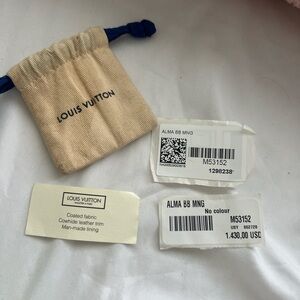 LOUIS VUITTON
ALMA BB MNG
M53152
1298238
LOUIS VUITTON
Coated fabric
Cowhide leather trim
Man-made lining
ALMA BB MNG
No colour
M53152
1.430,00 USD